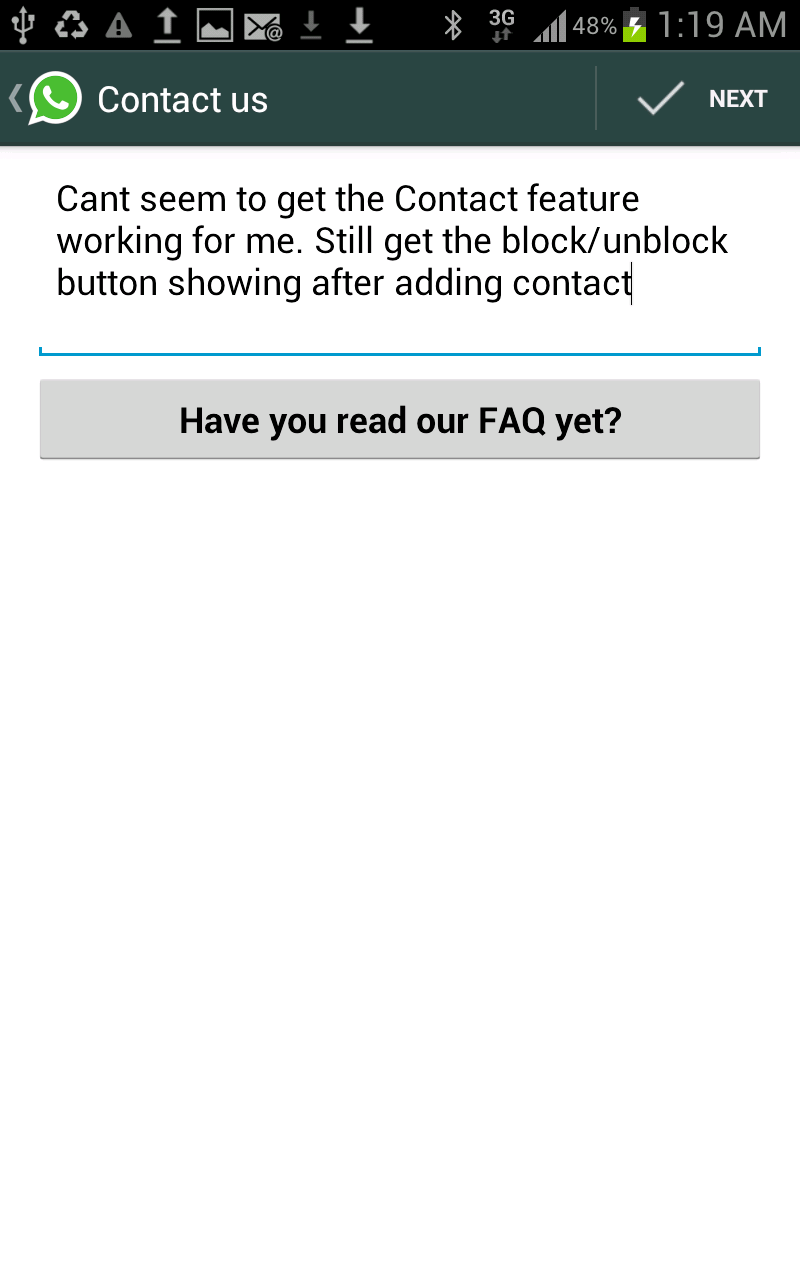 3G 48% 1:19 AM
Contact us NEXT
Cant seem to get the Contact feature
working for me. Still get the block/unblock
button showing after adding contact
Have you read our FAQ yet?